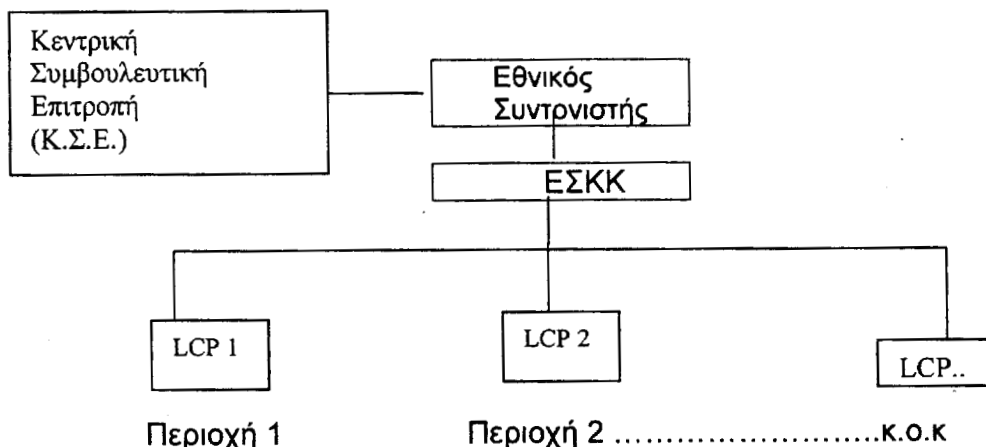 Κεντρική
Συμβουλευτική
Επιτροπή
(Κ.Σ.Ε.)
Εθνικός
Συντονιστής
ΕΣΚΚ
LCP 1
LCP 2
LCP..
Περιοχή 1
Περιοχή 2 ........................κ.ο.κ